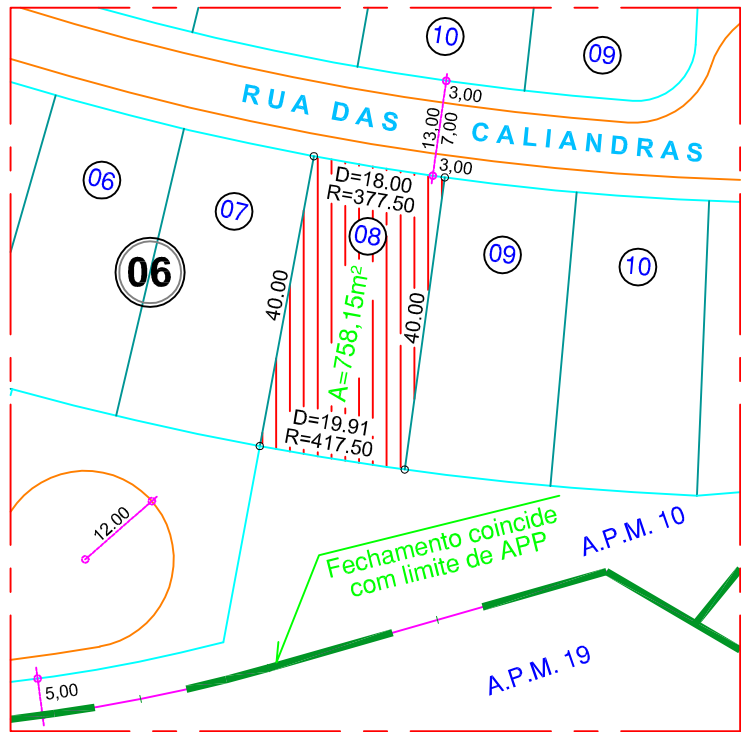 10
09
3,00
RUA DAS CALIANDRAS
13,00
7,00
3,00
06
07
D=18.00
R=377.50
08
09
10
06
40.00
A=758,15m²
40.00
D=19.91
R=417.50
12.00
Fechamento coincide
com limite de APP
A.P.M. 10
A.P.M. 19
5,00